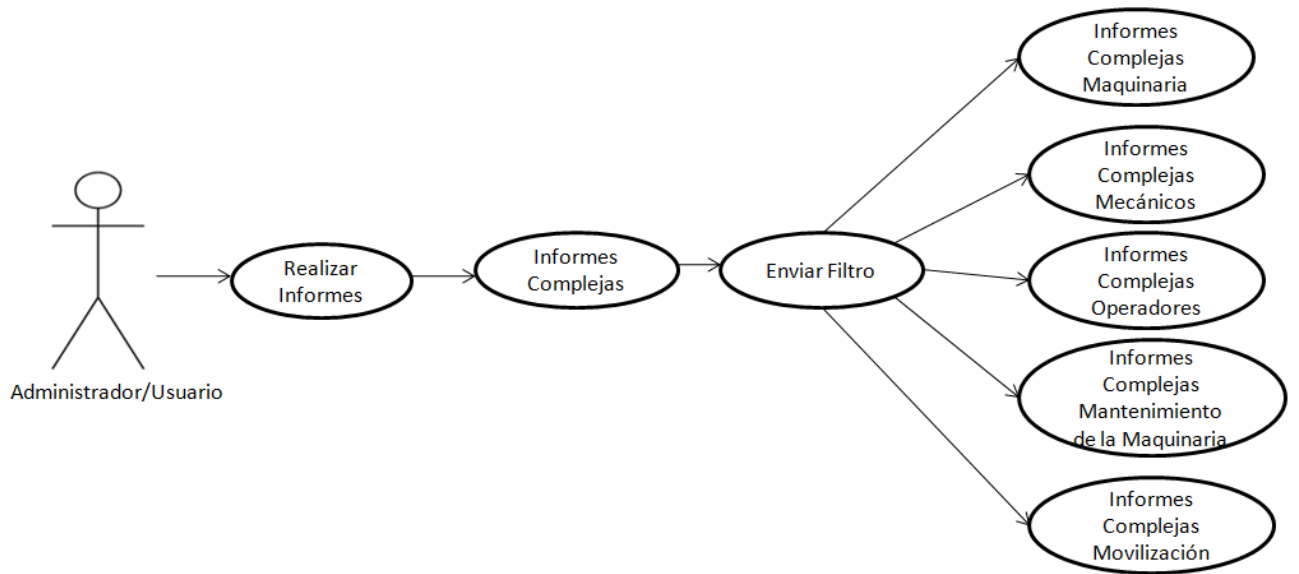 Administrador/Usuario
Realizar
Informes
Informes
Complejas
Enviar Filtro
Informes
Complejas
Maquinaria
Informes
Complejas
Mecánicos
Informes
Complejas
Operadores
Informes
Complejas
Mantenimiento
de la Maquinaria
Informes
Complejas
Movilización